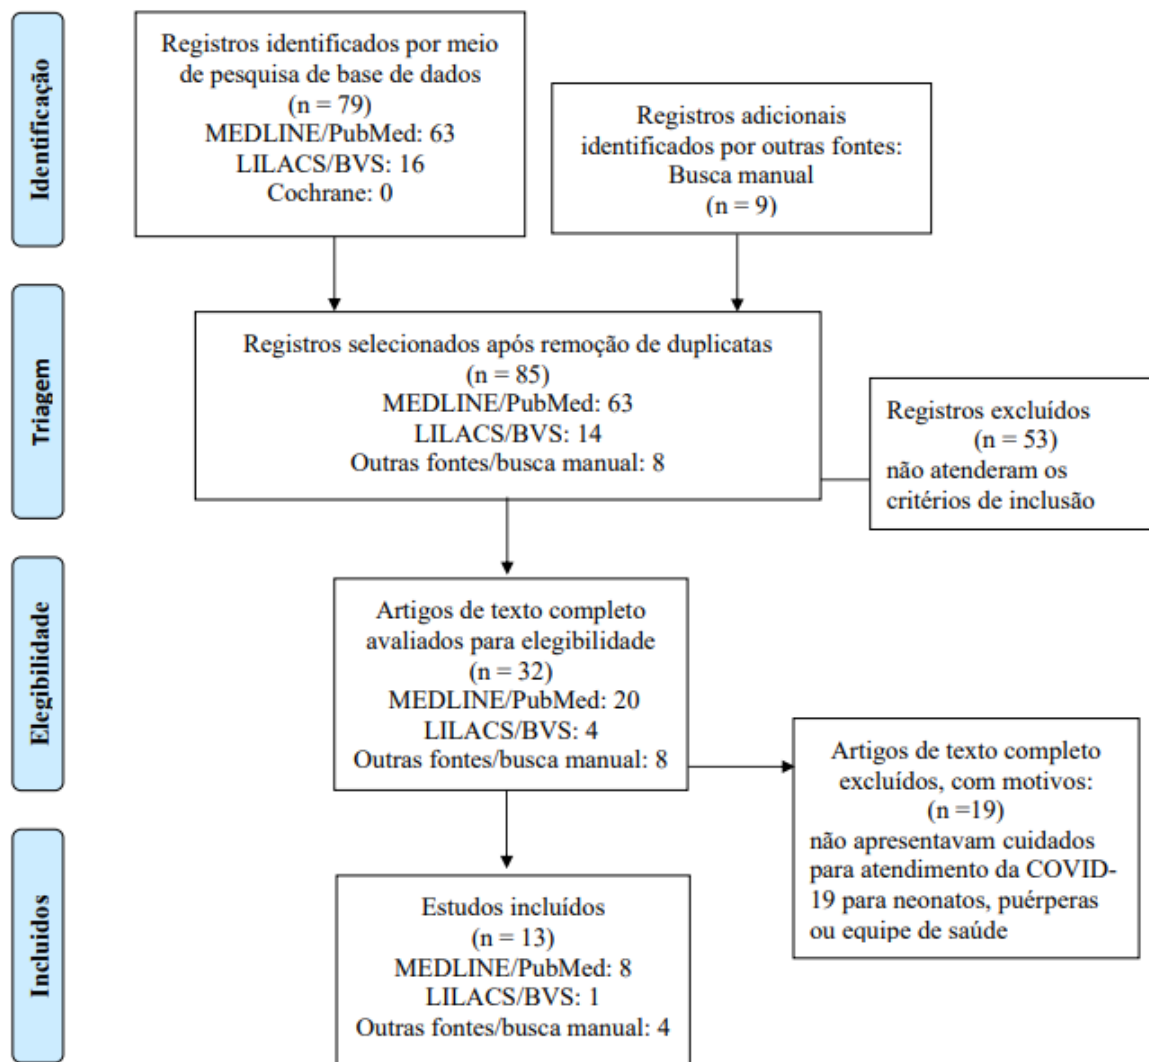 Identificação
Registros identificados por meio
de pesquisa de base de dados
(n = 79)
MEDLINE/PubMed: 63
LILACS/BVS: 16
Cochrane: 0
Registros adicionais
identificados por outras fontes:
Busca manual
(n = 9)
Triagem
Registros selecionados após remoção de duplicatas
(n = 85)
MEDLINE/PubMed: 63
LILACS/BVS: 14
Outras fontes/busca manual: 8
Registros excluídos
(n = 53)
não atenderam os
critérios de inclusão
Elegibilidade
Artigos de texto completo
avaliados para elegibilidade
(n = 32)
MEDLINE/PubMed: 20
LILACS/BVS: 4
Outras fontes/busca manual: 8
Artigos de texto completo
excluídos, com motivos:
(n =19)
não apresentavam cuidados
para atendimento da COVID-
19 para neonatos, puérperas
ou equipe de saúde
Incluidos
Estudos incluídos
(n = 13)
MEDLINE/PubMed: 8
LILACS/BVS: 1
Outras fontes/busca manual: 4